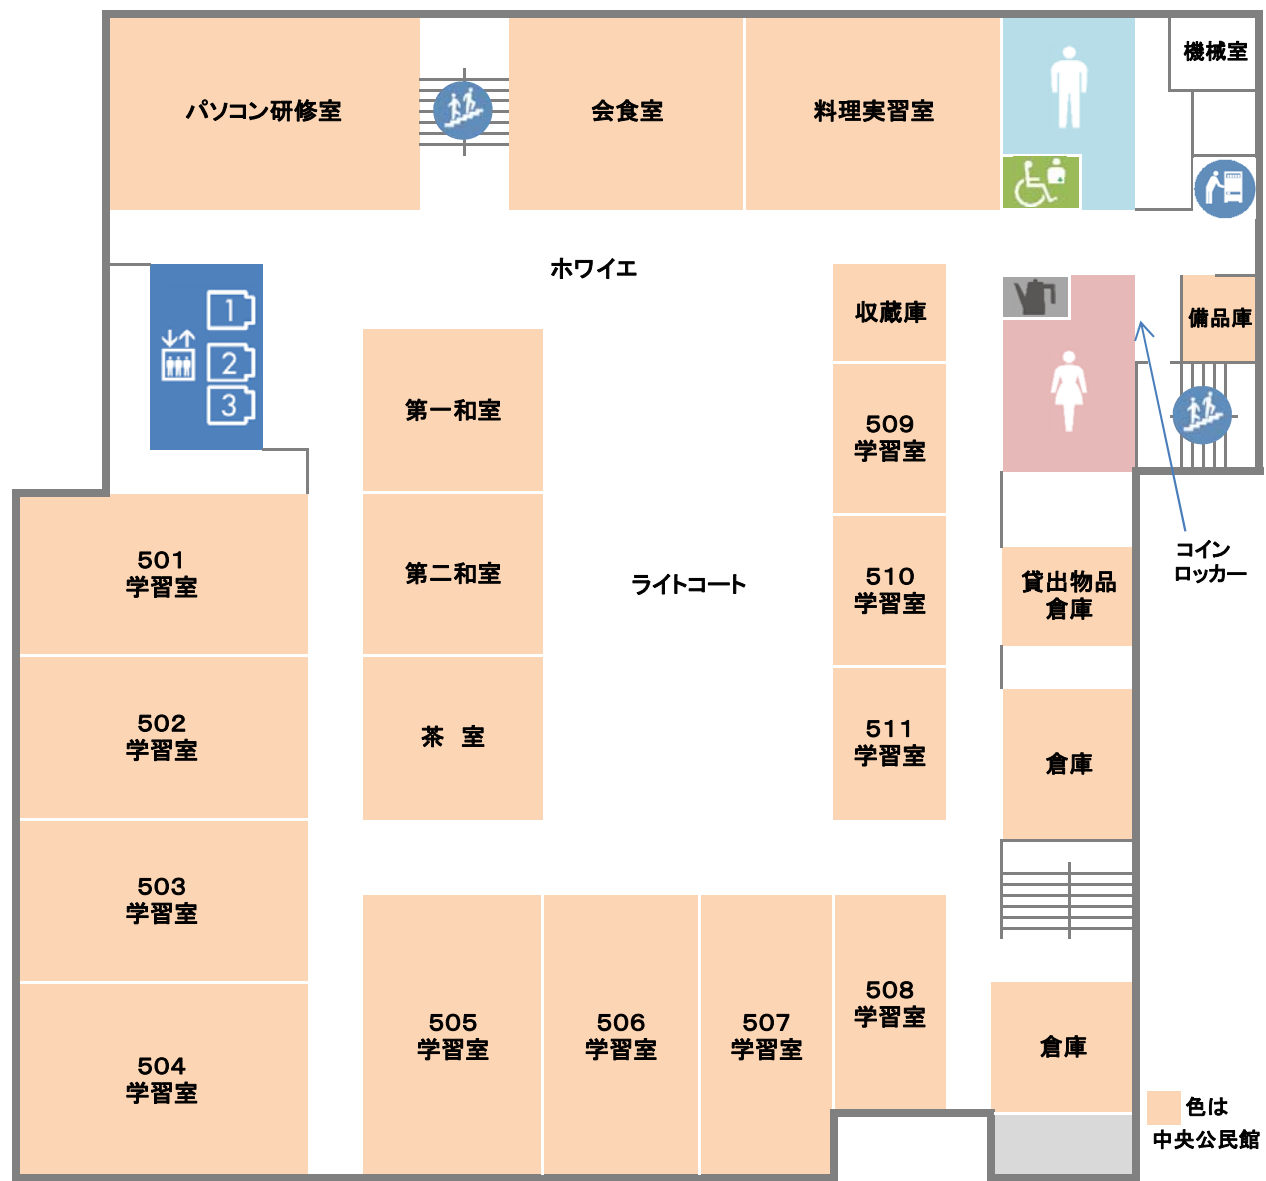 機械室
パソコン研修室
会食室
料理実習室
ホワイエ
収蔵庫
備品庫
1
2
3
第一和室
509
学習室
コイン
ロッカー
501
学習室
第二和室
ライトコート
510
学習室
貸出物品
倉庫
502
学習室
茶　室
511
学習室
倉庫
503
学習室
505
学習室
506
学習室
507
学習室
508
学習室
倉庫
504
学習室
色は
中央公民館